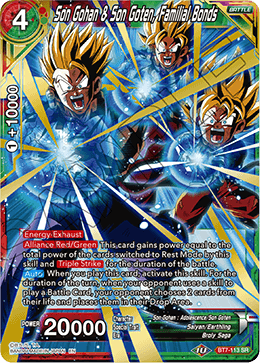 BATTLE
4
Son Gohan & Son Goten, Familial Bonds
1 +10000
Energy-Exhaust
Alliance Red/Green This card gains power equal to the
total power of the cards switched to Rest Mode by this
skill and Triple Strike for the duration of the battle.
Auto When you play this card, activate this skill: For the
duration of the turn, when your opponent uses a skill to
play a Battle Card, your opponent chooses 2 cards from
their life and places them in their Drop Area.
POWER 20000
Character Son Gohan : Adolescence/Son Goten
Special Trait Saiyan/Earthling
Era Broly Saga
BT7-113 SR